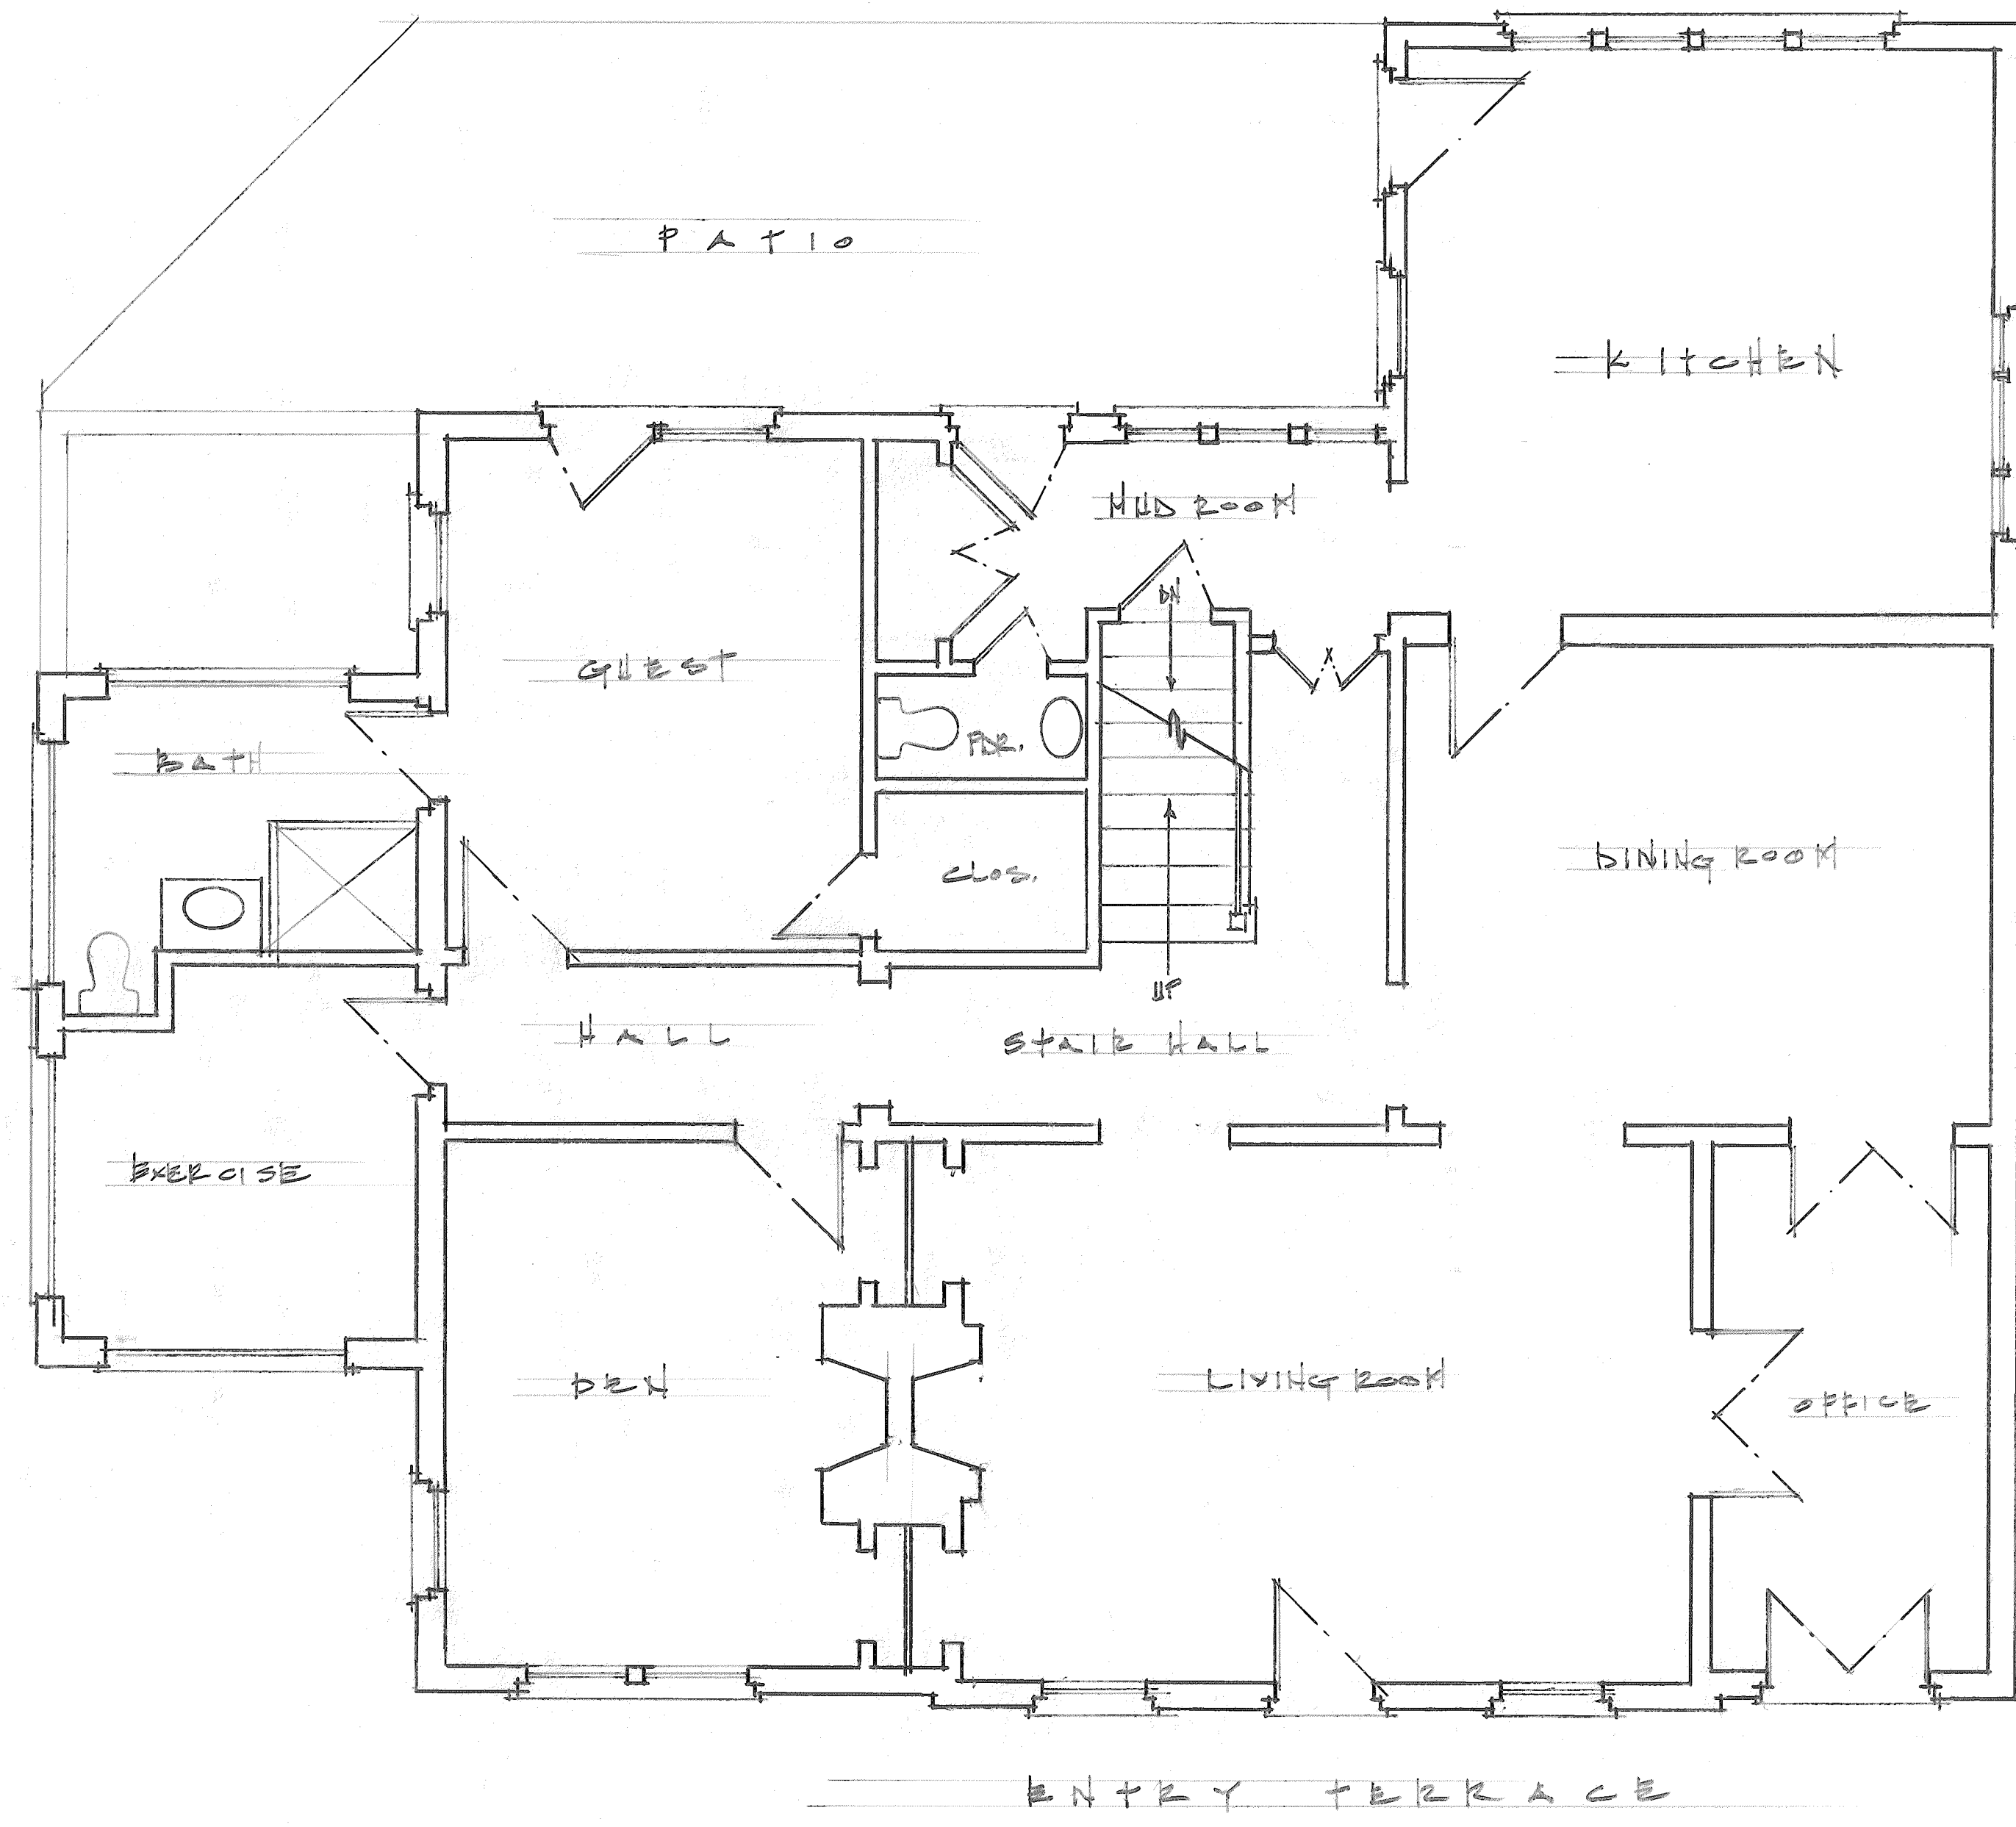 PATIO
KITCHEN
MUD ROOM
DN
GUEST
PDR.
BATH
DINING ROOM
CLOS.
UP
HALL
STAIR HALL
EXERCISE
DEN
LIVING ROOM
OFFICE
ENTRY TERRACE